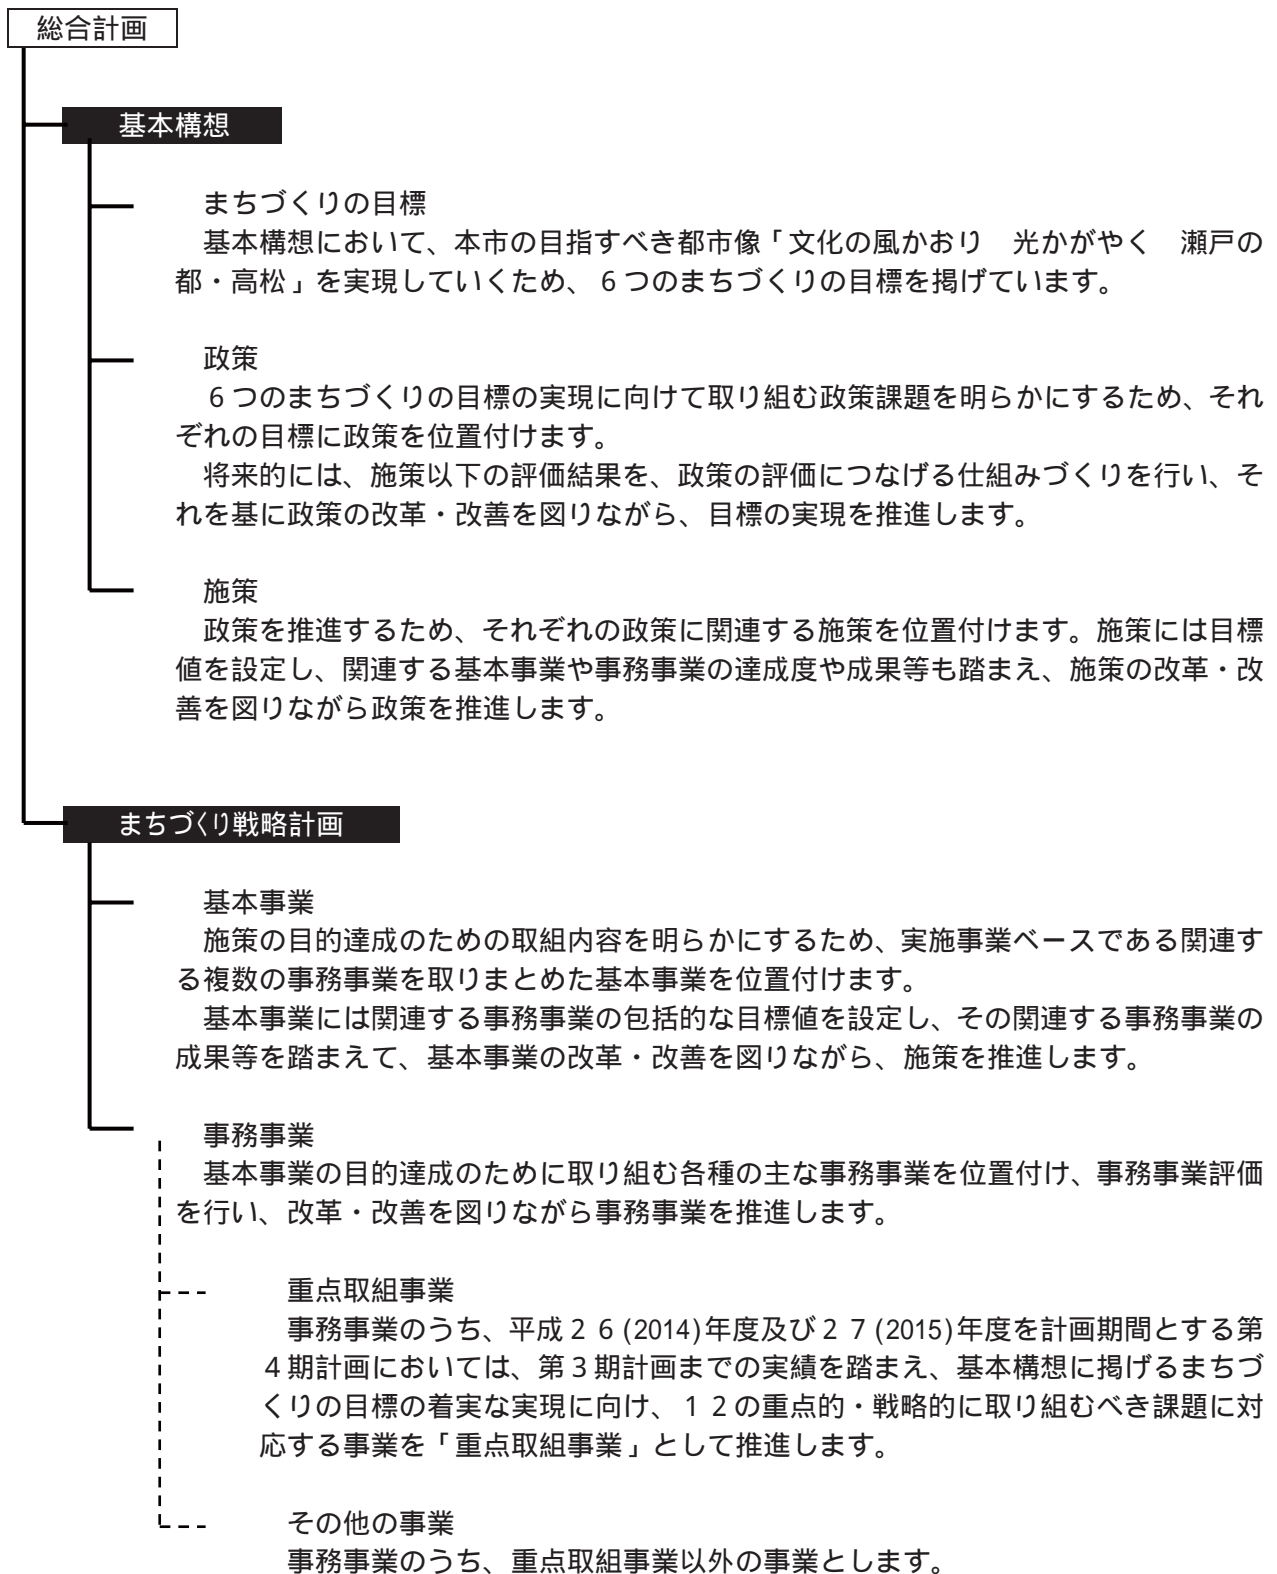 総合計画
基本構想
まちづくりの目標
基本構想において、本市の目指すべき都市像「文化の風かおり　光かがやく　瀬戸の
都・高松」を実現していくため、６つのまちづくりの目標を掲げています。
政策
６つのまちづくりの目標の実現に向けて取り組む政策課題を明らかにするため、それ
ぞれの目標に政策を位置付けます。
将来的には、施策以下の評価結果を、政策の評価につなげる仕組みづくりを行い、そ
れを基に政策の改革・改善を図りながら、目標の実現を推進します。
施策
政策を推進するため、それぞれの政策に関連する施策を位置付けます。施策には目標
値を設定し、関連する基本事業や事務事業の達成度や成果等も踏まえ、施策の改革・改
善を図りながら政策を推進します。
まちづくり戦略計画
基本事業
施策の目的達成のための取組内容を明らかにするため、実施事業ベースである関連す
る複数の事務事業を取りまとめた基本事業を位置付けます。
基本事業には関連する事務事業の包括的な目標値を設定し、その関連する事務事業の
成果等を踏まえて、基本事業の改革・改善を図りながら、施策を推進します。
事務事業
基本事業の目的達成のために取り組む各種の主な事務事業を位置付け、事務事業評価
を行い、改革・改善を図りながら事務事業を推進します。
重点取組事業
事務事業のうち、平成２６(2014)年度及び２７(2015)年度を計画期間とする第
４期計画においては、第３期計画までの実績を踏まえ、基本構想に掲げるまちづ
くりの目標の着実な実現に向け、１２の重点的・戦略的に取り組むべき課題に対
応する事業を「重点取組事業」として推進します。
その他の事業
事務事業のうち、重点取組事業以外の事業とします。